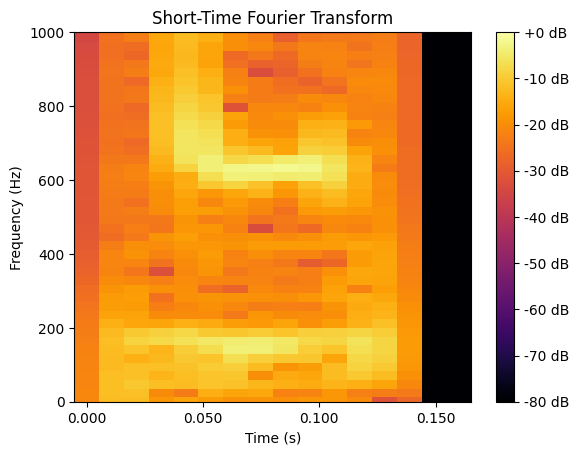 Short-Time Fourier Transform
1000
800
600
400
200
0
Frequency (Hz)
0.000
0.050
0.100
0.150
Time (s)
+0 dB
-10 dB
-20 dB
-30 dB
-40 dB
-50 dB
-60 dB
-70 dB
-80 dB